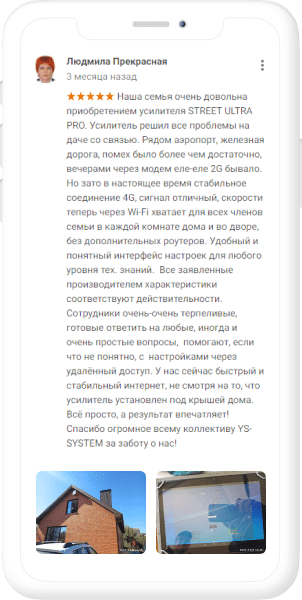 Людмила Прекрасная
3 месяца назад
★★★★★ Наша семья очень довольна
приобретением усилителя STREET ULTRA
PRO. Усилитель решил все проблемы на
даче со связью. Рядом аэропорт, железная
дорога, помех было более чем достаточно,
вечерами через модем еле-еле 2G бывало.
Но зато в настоящее время стабильное
соединение 4G, сигнал отличный, скорости
теперь через Wi-Fi хватает для всех членов
семьи в каждой комнате дома и во дворе,
без дополнительных роутеров. Удобный и
понятный интерфейс настроек для любого
уровня тех. знаний. Все заявленные
производителем характеристики
соответствуют действительности.
Сотрудники очень-очень терпеливые,
готовые ответить на любые, иногда и
очень простые вопросы, помогают, если
что не понятно, с настройками через
удалённый доступ. У нас сейчас быстрый и
стабильный интернет, не смотря на то, что
усилитель установлен под крышей дома.
Всё просто, а результат впечатляет!
Спасибо огромное всему коллективу YS-
SYSTEM за заботу о нас!